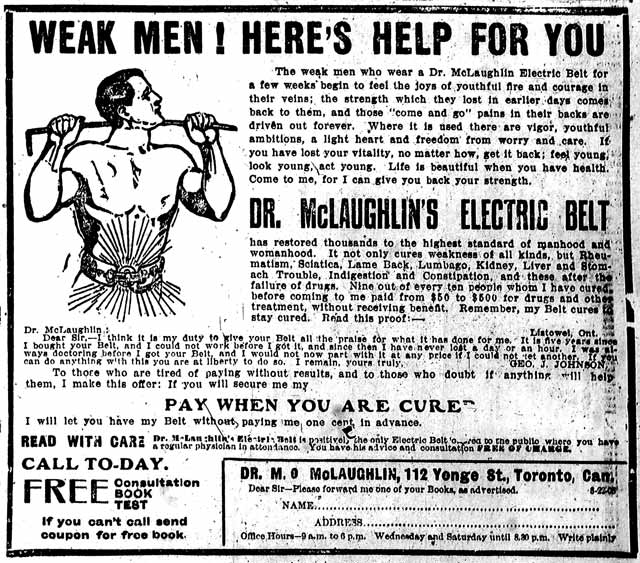 WEAK MEN! HERE'S HELP FOR YOU
The weak men who wear a Dr. McLaughlin Electric Belt for
a few weeks begin to feel the joys of youthful fire and courage in
their veins; the strength which they lost in earlier days comes
back to them, and those "come and go" pains in their backs are
driven out forever. Where it is used there are vigor, youthful
ambitions, a light heart and freedom from worry and care. If
you have lost your vitality, no matter how, get it back; feel young,
look young, act young. Life is beautiful when you have health.
Come to me, for I can give you back your strength.
DR. McLAUGHLIN'S ELECTRIC BELT
has restored thousands to the highest standard of manhood and
womanhood. It not only cures weakness of all kinds, but Rheu-
matism, Sciatica, Lame Back, Lumbago, Kidney, Liver and Stom-
ach Trouble, Indigestion and Constipation, and these after the
failure of drugs. Nine out of every ten people whom I have cured
before coming to me paid from $50 to $500 for drugs and other
treatment, without receiving benefit. Remember, my Belt cures to
stay cured. Read this proof:—
Dr. McLaughlin: Listowel, Ont.
Dear Sir,—I think it is my duty to give your Belt all the praise for what it has done for me. It is five years since
I bought your Belt, and I could not work before I got it, and since then I have never lost a day or an hour. I was al-
ways doctoring before I got your Belt, and I would not now part with it at any price if I could not get another. If you
can do anything with this you are at liberty to do so. I remain, yours truly, GEO. J. JOHNSON.
To those who are tired of paying without results, and to those who doubt if anything will help
them, I make this offer: If you will secure me my
PAY WHEN YOU ARE CURED
I will let you have my Belt without paying me one cent in advance.
READ WITH CARE Dr. McLaughlin's Electric Belt is positively the only Electric Belt to the public where you have
a regular physician in attendance. You have his advice and consultation FREE OF CHARGE.
CALL TO-DAY.
FREE Consultation
BOOK
TEST
If you can't call send
coupon for free book.
DR. M. O McLAUGHLIN, 112 Yonge St., Toronto, Can.
Dear Sir—Please forward me one of your Books, as advertised.
NAME
ADDRESS
Office Hours—9 a.m. to 6 p.m. Wednesday and Saturday until 8.30 p.m. Write plainly